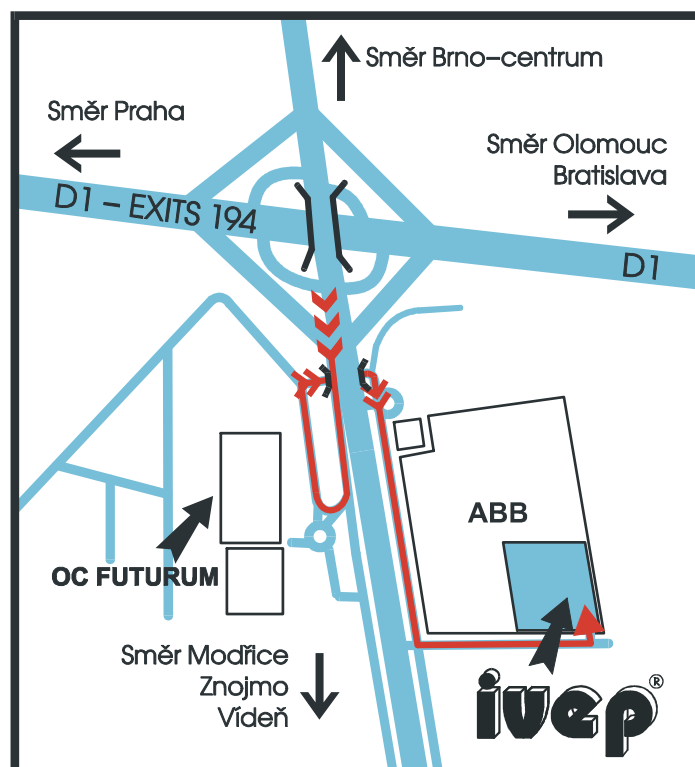 Směr Brno–centrum
Směr Praha
Směr Olomouc
Bratislava
D1 – EXITS 194
D1
ABB
OC FUTURUM
Směr Modřice
Znojmo
Vídeň
ivep®